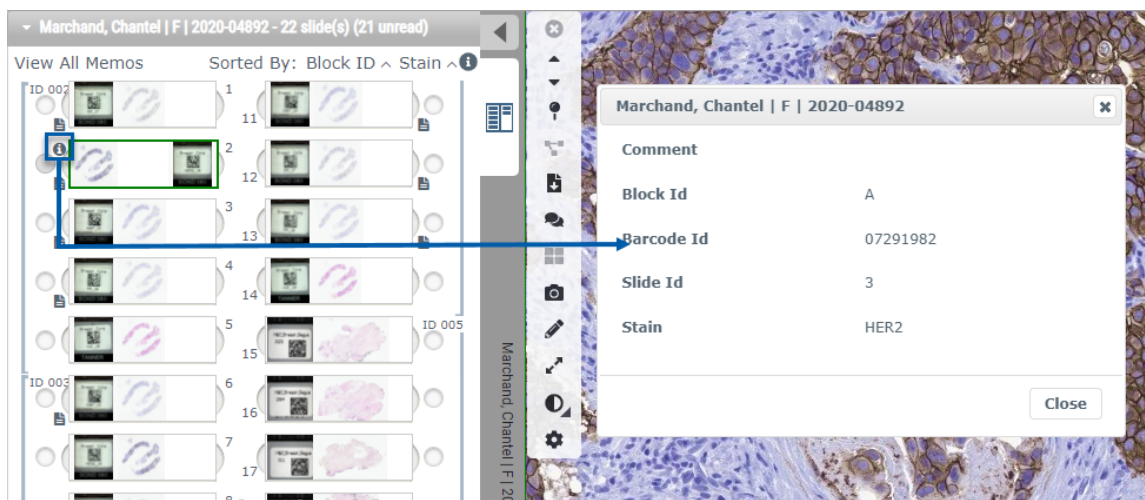 Marchand, Chantel | F | 2020-04892 - 22 slide(s) (21 unread)
View All Memos Sorted By: Block ID ^ Stain ^
ID 002
1
11
2
12
3
13
4
14
5
ID 005
15
ID 003
6
16
7
17
8
Marchand, Chantel | F | 20
Marchand, Chantel | F | 2020-04892
Comment
Block Id A
Barcode Id 07291982
Slide Id 3
Stain HER2
Close